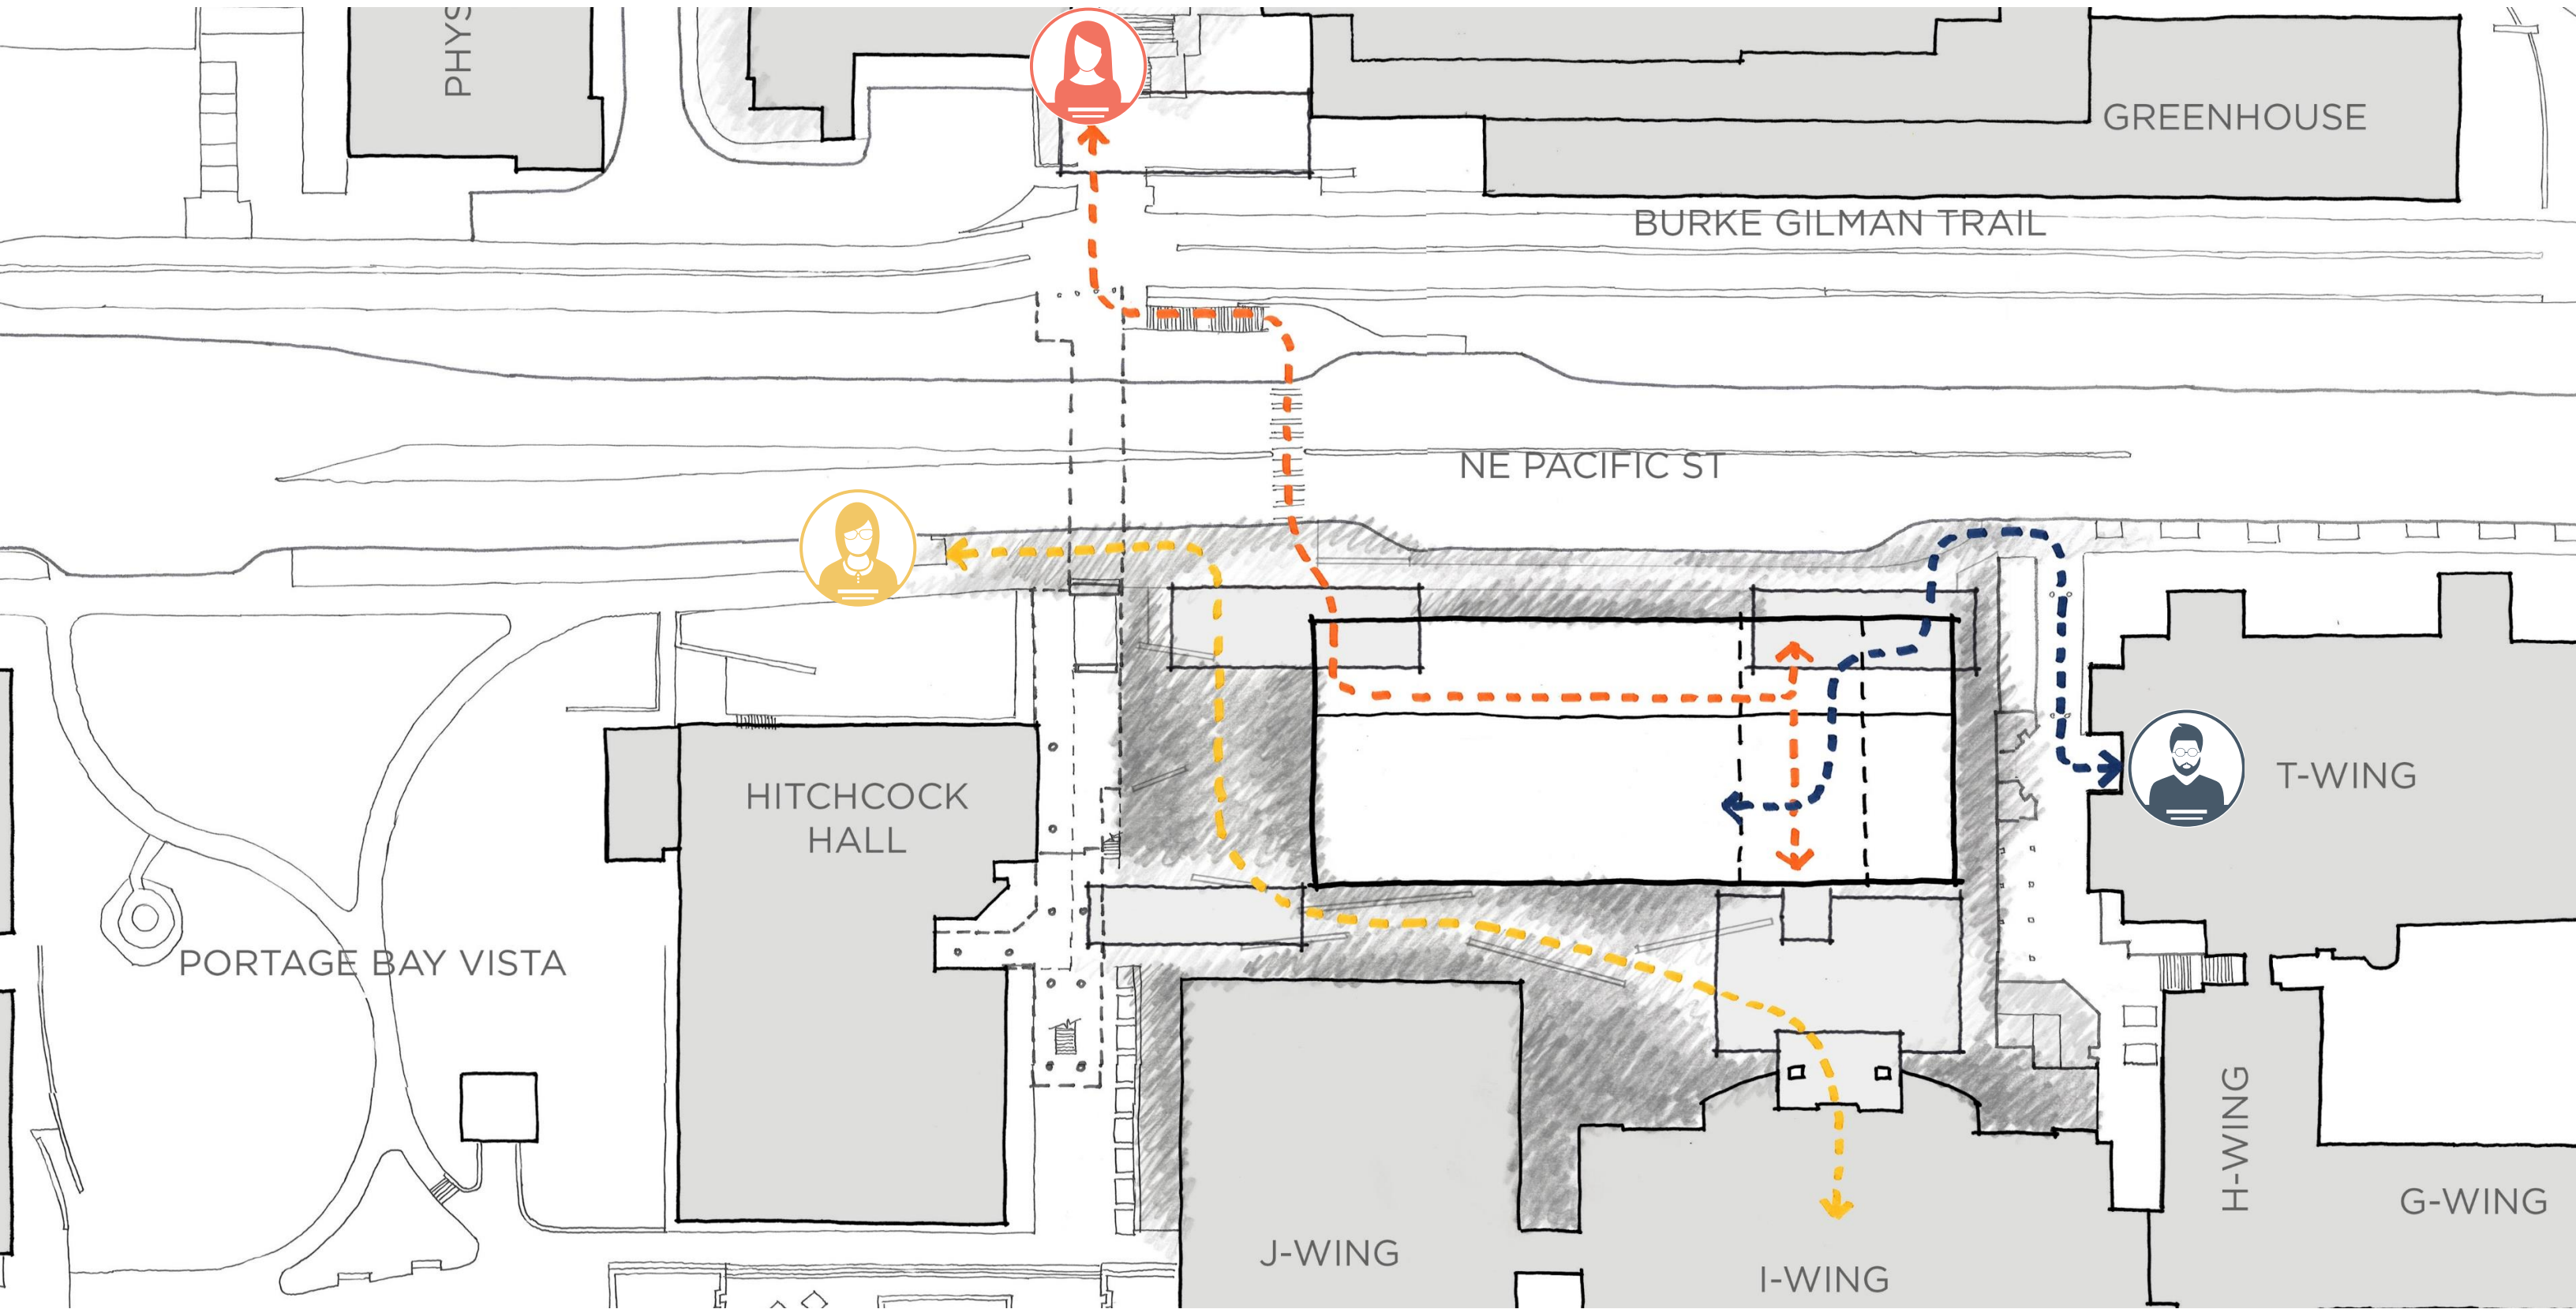 PHYS
GREENHOUSE
BURKE GILMAN TRAIL
NE PACIFIC ST
HITCHCOCK
HALL
T-WING
PORTAGE BAY VISTA
H-WING
G-WING
J-WING
I-WING